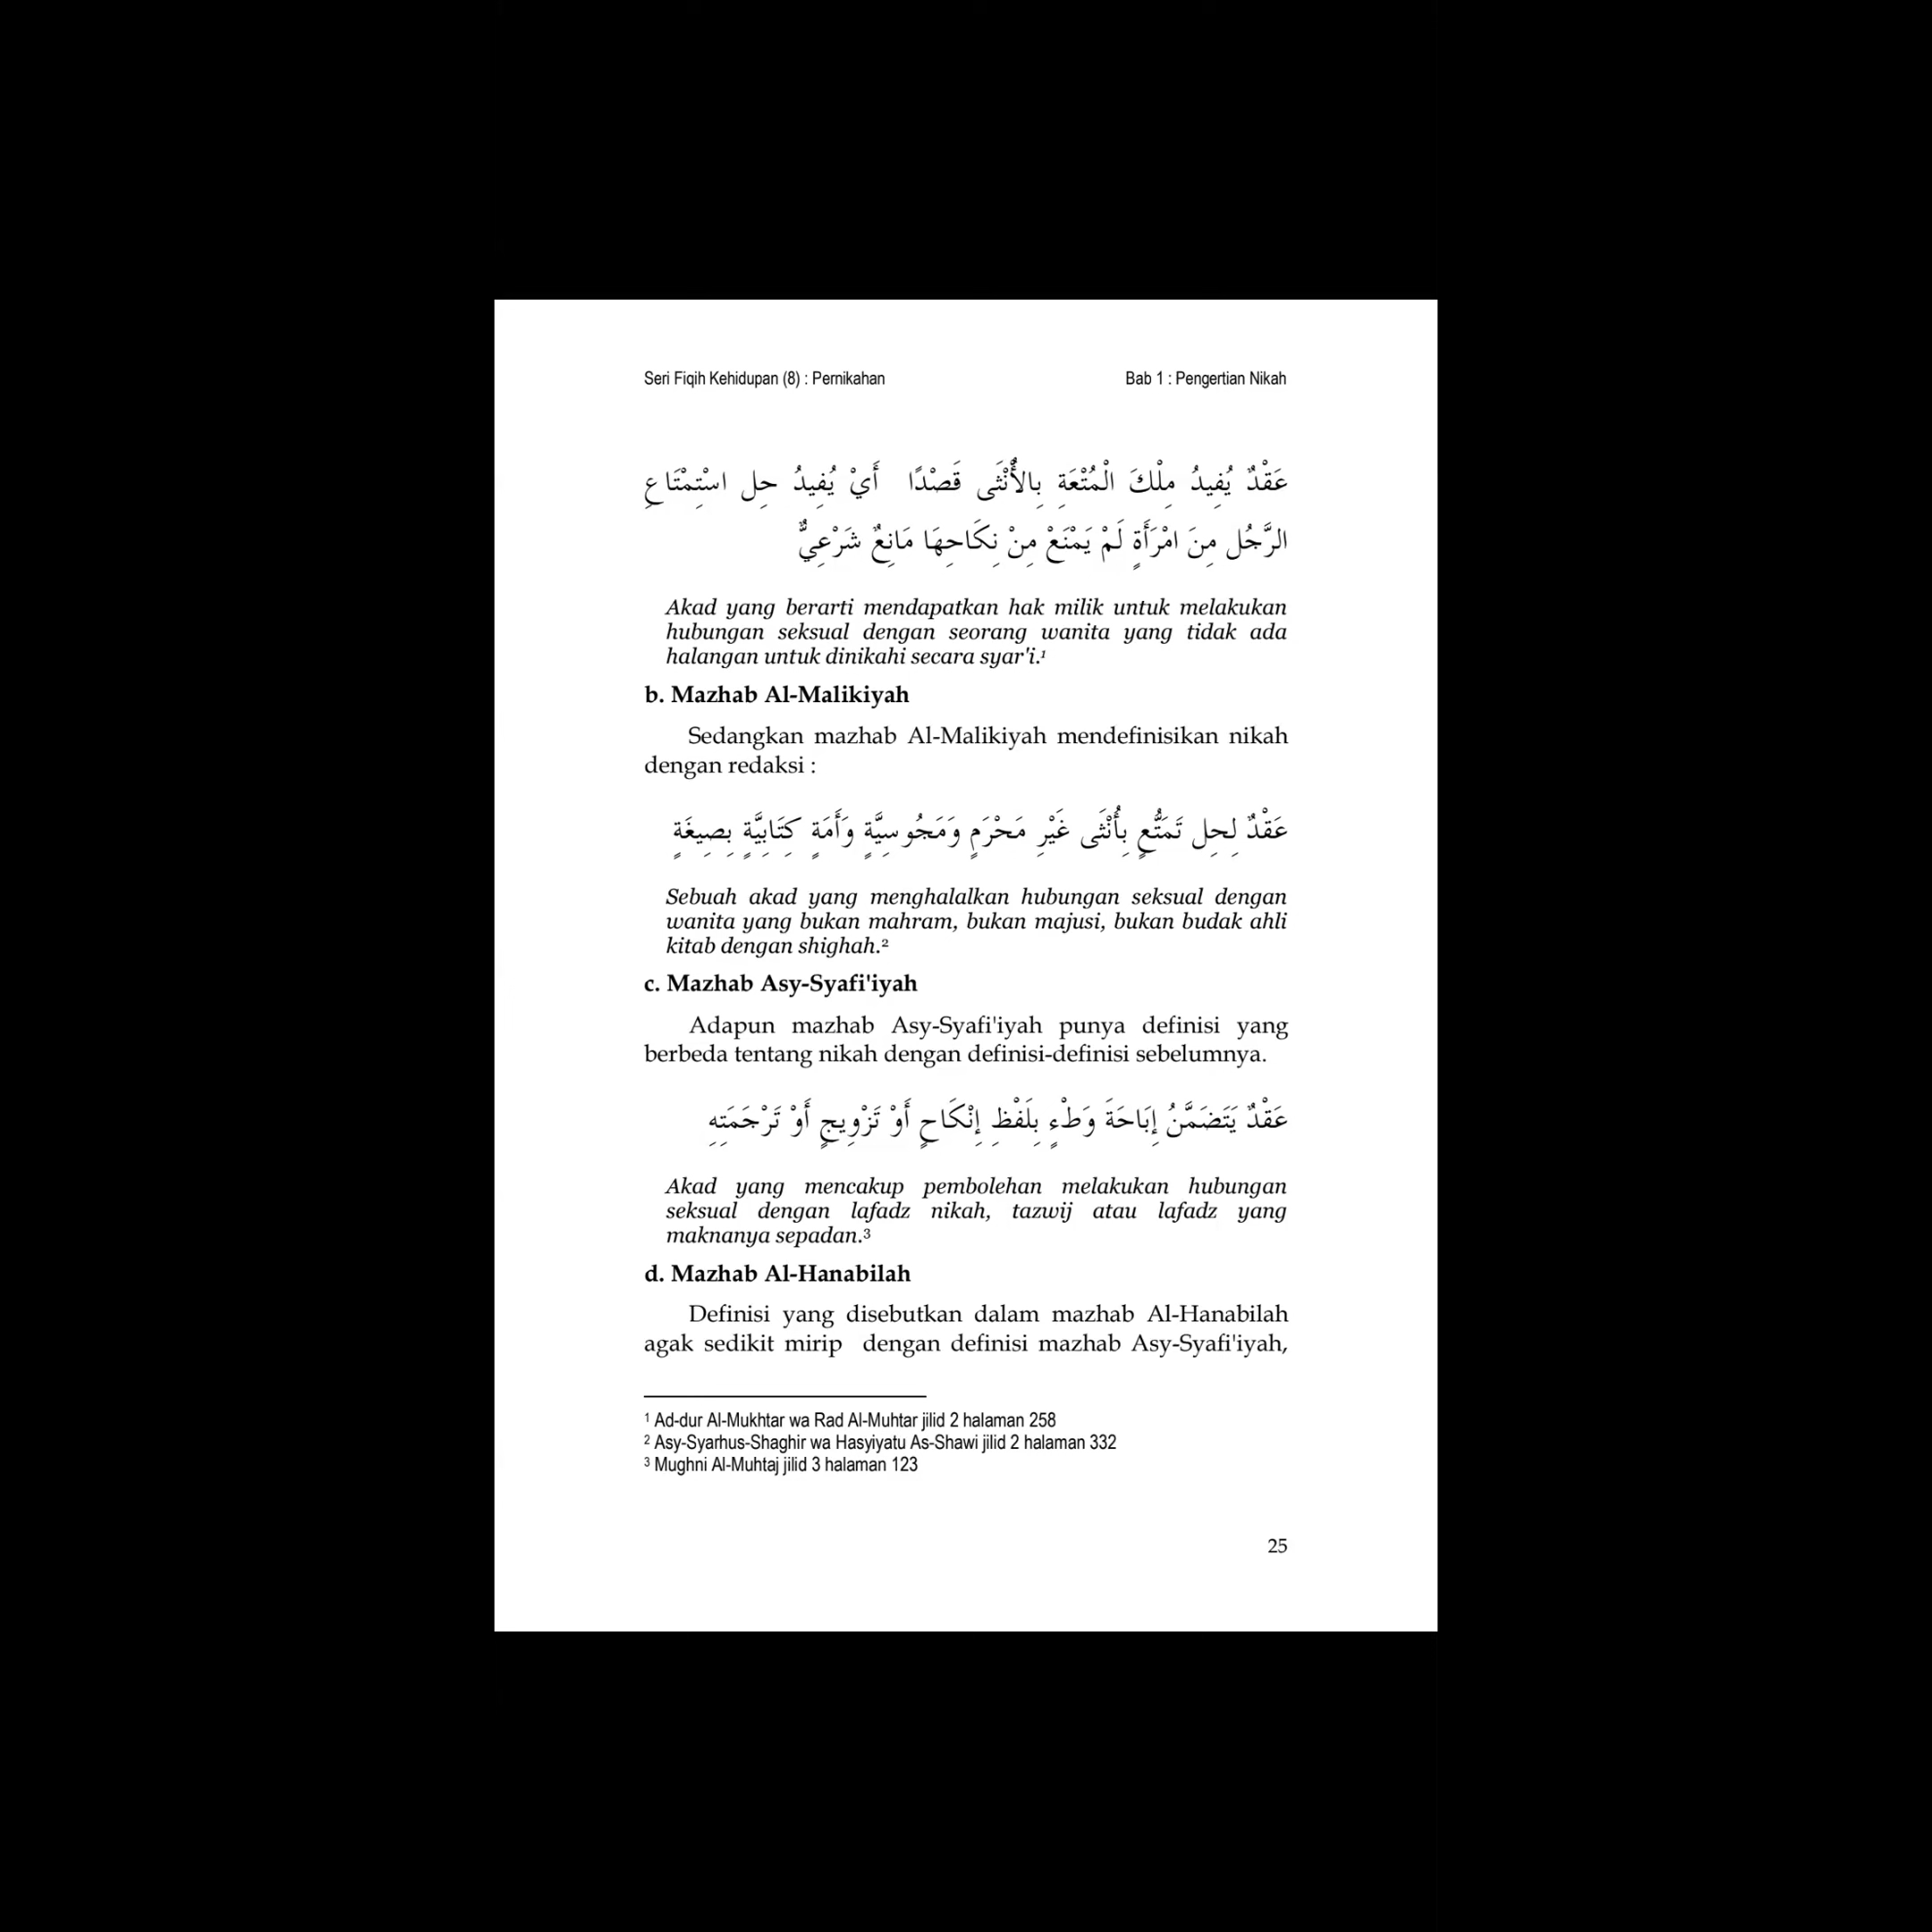 Seri Fiqih Kehidupan (8) : Pernikahan Bab 1 : Pengertian Nikah
عَقْدٌ يُفِيدُ مِلْكَ الْمُتْعَةِ بِالأُنْثَى قَصْدًا أَيْ يُفِيدُ حِل اسْتِمْتَاعِ
الرَّجُل مِنَ امْرَأَةٍ لَمْ يَمْنَعْ مِنْ نِكَاحِهَا مَانِعٌ شَرْعِيٌّ
Akad yang berarti mendapatkan hak milik untuk melakukan
hubungan seksual dengan seorang wanita yang tidak ada
halangan untuk dinikahi secara syar'i.¹
b. Mazhab Al-Malikiyah
Sedangkan mazhab Al-Malikiyah mendefinisikan nikah
dengan redaksi :
عَقْدٌ لِحِل تَمَتُّعٍ بِأُنْثَى غَيْرِ مَحْرَمٍ وَمَجُوسِيَّةٍ وَأَمَةٍ كِتَابِيَّةٍ بِصِيغَةٍ
Sebuah akad yang menghalalkan hubungan seksual dengan
wanita yang bukan mahram, bukan majusi, bukan budak ahli
kitab dengan shighah.²
c. Mazhab Asy-Syafi'iyah
Adapun mazhab Asy-Syafi'iyah punya definisi yang
berbeda tentang nikah dengan definisi-definisi sebelumnya.
عَقْدٌ يَتَضَمَّنُ إِبَاحَةَ وَطْءٍ بِلَفْظِ إِنْكَاحٍ أَوْ تَزْوِيجٍ أَوْ تَرْجَمَتِهِ
Akad yang mencakup pembolehan melakukan hubungan
seksual dengan lafadz nikah, tazwij atau lafadz yang
maknanya sepadan.³
d. Mazhab Al-Hanabilah
Definisi yang disebutkan dalam mazhab Al-Hanabilah
agak sedikit mirip dengan definisi mazhab Asy-Syafi'iyah,
¹ Ad-dur Al-Mukhtar wa Rad Al-Muhtar jilid 2 halaman 258
² Asy-Syarhus-Shaghir wa Hasyiyatu As-Shawi jilid 2 halaman 332
³ Mughni Al-Muhtaj jilid 3 halaman 123
25